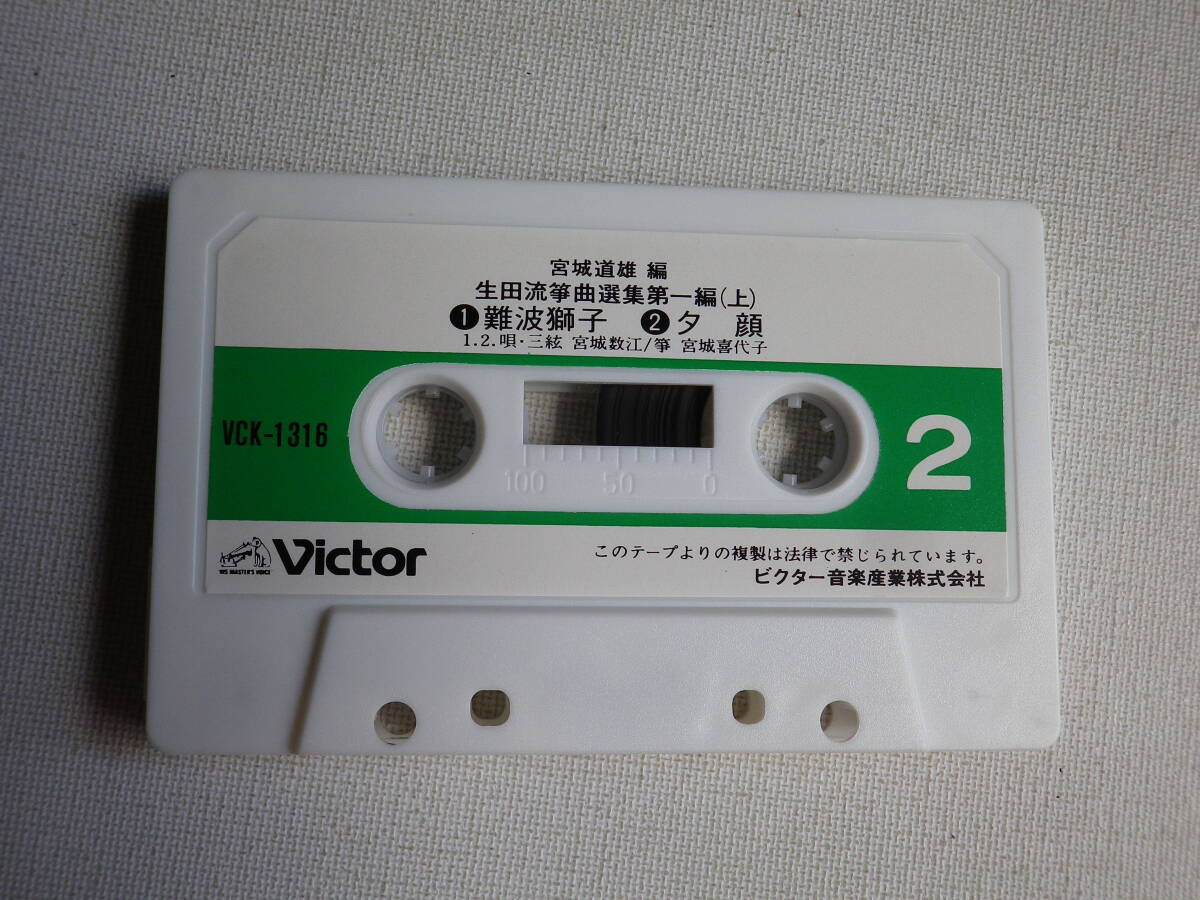 宮城道雄 編
生田流箏曲選集第一編(上)
❶難波獅子 ❷夕顔
1.2.唄・三絃 宮城数江/箏 宮城喜代子
VCK-1316
2
100 50 0
"HIS MASTER'S VOICE"
Victor
このテープよりの複製は法律で禁じられています。
ビクター音楽産業株式会社